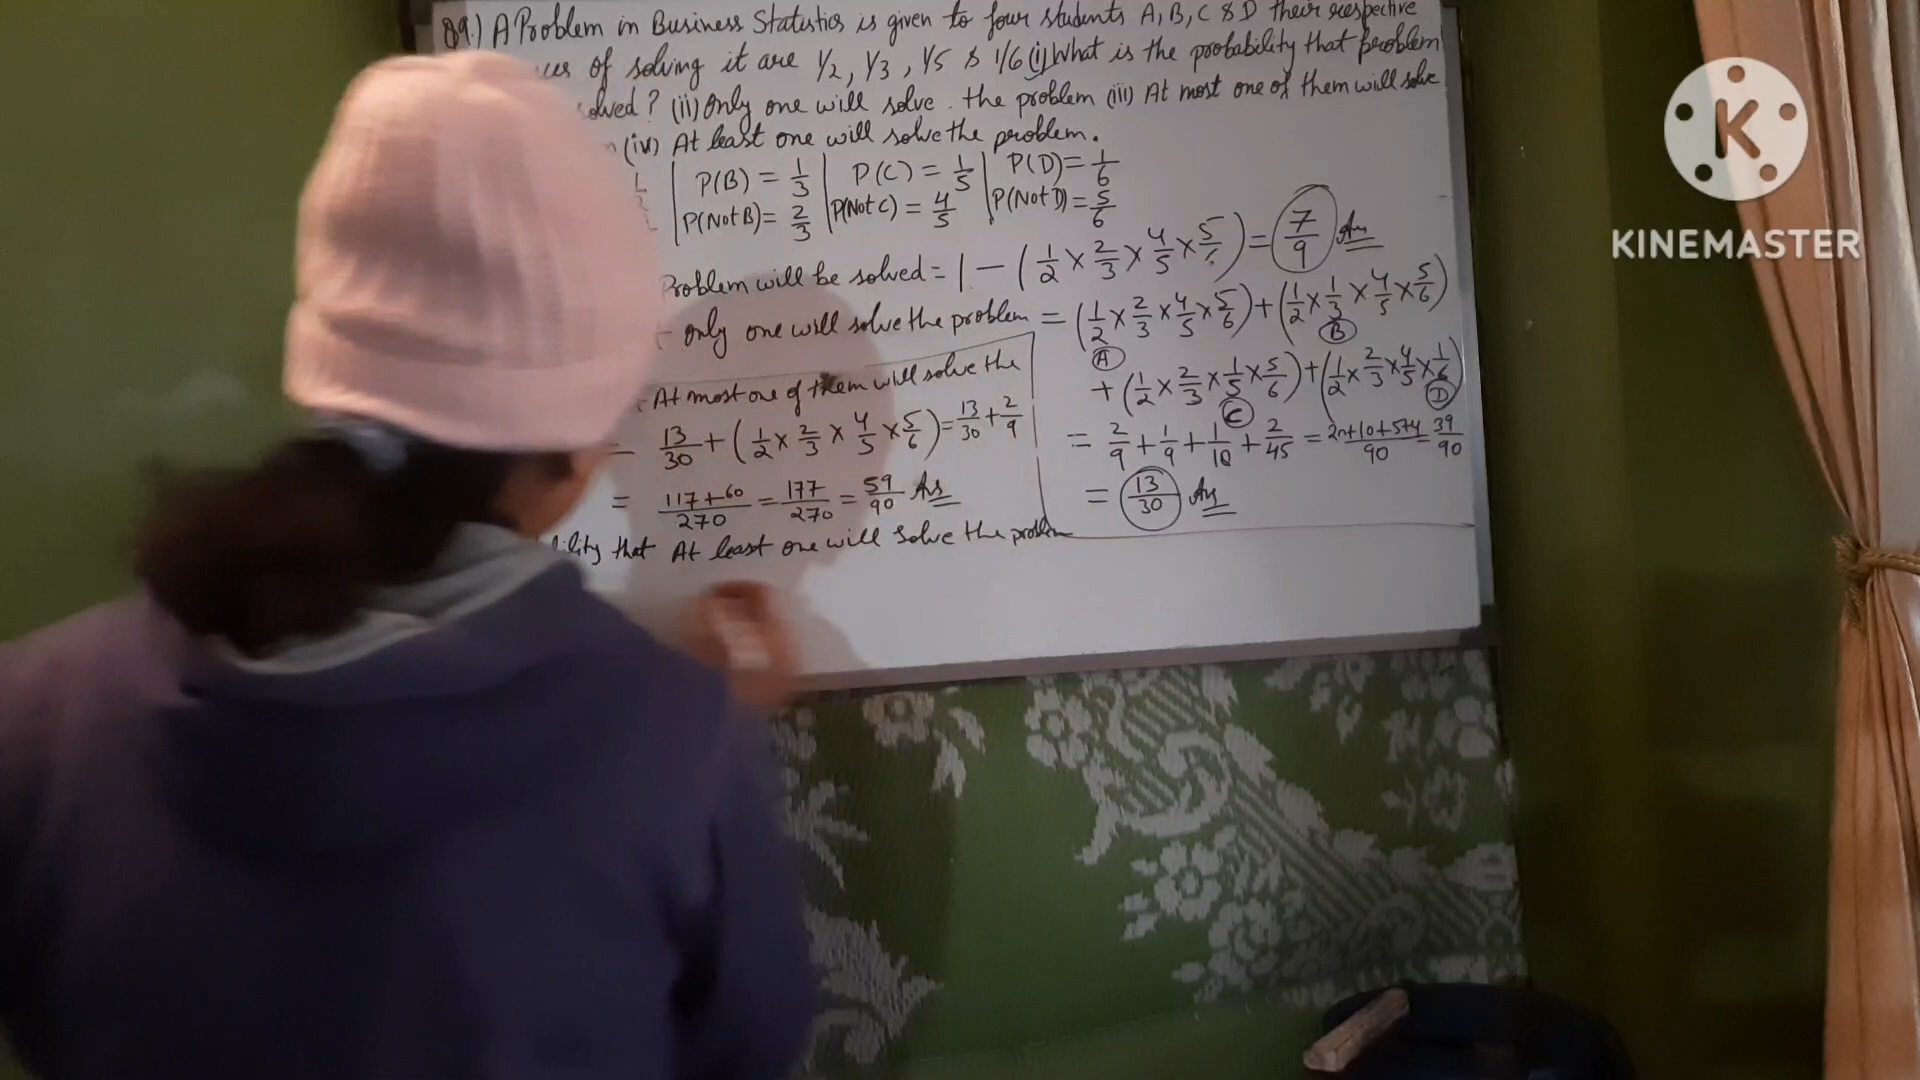 Q9.) A Problem in Business Statistics is given to four students A, B, C & D their respective
of solving it are 1/2, 1/3, 1/5 & 1/6 (i) What is the probability that problem
solved? (ii) Only one will solve. the problem (iii) At most one of them will solve
(iv) At least one will solve the problem.
P(B) = 1/3 | P(C) = 1/5 | P(D) = 1/6
P(Not B) = 2/3 | P(Not C) = 4/5 | P(Not D) = 5/6
Problem will be solved = 1 - (1/2 × 2/3 × 4/5 × 5/6) = 7/9 Ans
only one will solve the problem = (1/2 × 2/3 × 4/5 × 5/6) + (1/2 × 1/3 × 4/5 × 5/6)
A B
+ (1/2 × 2/3 × 1/5 × 5/6) + (1/2 × 2/3 × 4/5 × 1/6)
C D
= 2/9 + 1/9 + 1/18 + 2/45 = 20+10+5+4/90 = 39/90
= 13/30 Ans
At most one of them will solve the
= 13/30 + (1/2 × 2/3 × 4/5 × 5/6) = 13/30 + 2/9
= 117+60/270 = 177/270 = 59/90 Ans
that At least one will solve the problem
K
KINEMASTER